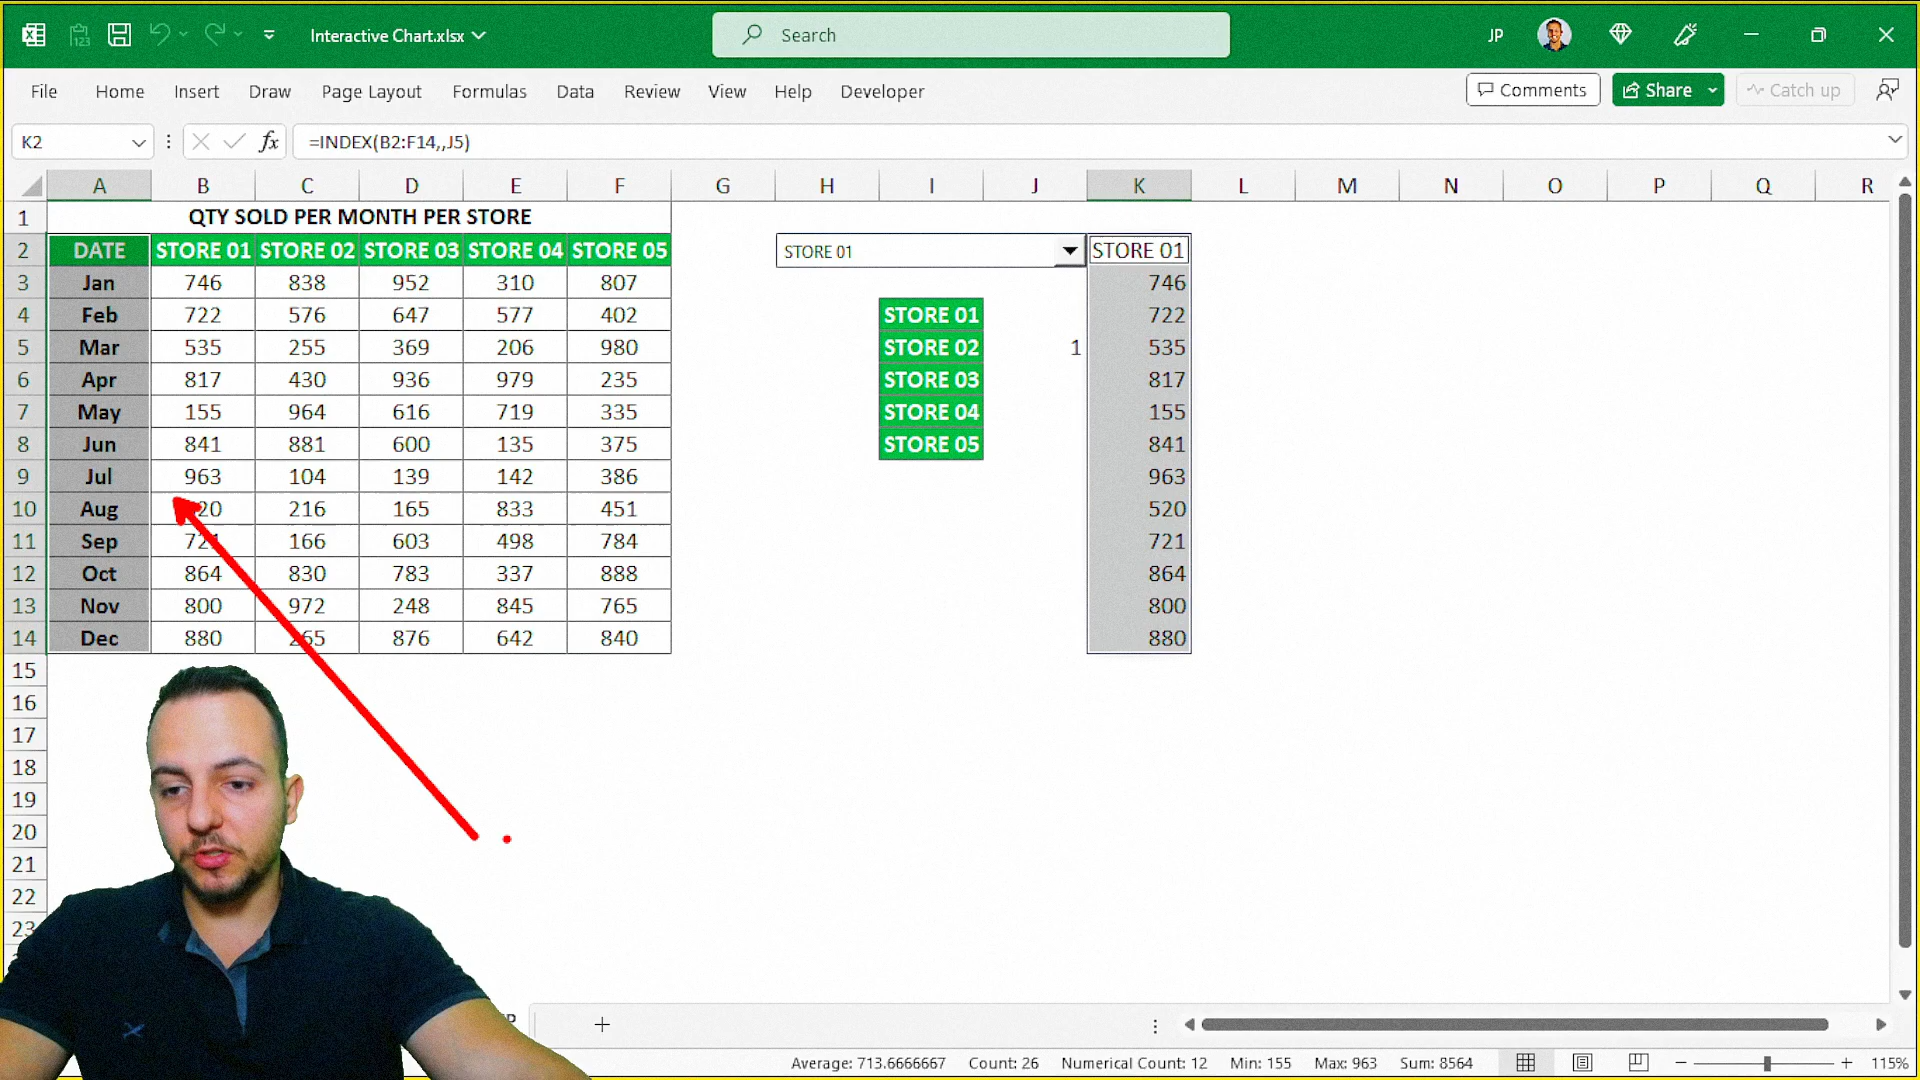 Interactive Chart.xlsx
Search
JP
File Home Insert Draw Page Layout Formulas Data Review View Help Developer
Comments Share Catch up
K2 fx =INDEX(B2:F14,,J5)
A B C D E F G H I J K L M N O P Q R
1 QTY SOLD PER MONTH PER STORE
2 DATE STORE 01 STORE 02 STORE 03 STORE 04 STORE 05 STORE 01 STORE 01
3 Jan 746 838 952 310 807 746
4 Feb 722 576 647 577 402 STORE 01 722
5 Mar 535 255 369 206 980 STORE 02 1 535
6 Apr 817 430 936 979 235 STORE 03 817
7 May 155 964 616 719 335 STORE 04 155
8 Jun 841 881 600 135 375 STORE 05 841
9 Jul 963 104 139 142 386 963
10 Aug 216 165 833 451 520
11 Sep 166 603 498 784 721
12 Oct 864 830 783 337 888 864
13 Nov 800 972 248 845 765 800
14 Dec 880 876 642 840 880
15
16
17
18
19
20
21
22
23
Average: 713.6666667 Count: 26 Numerical Count: 12 Min: 155 Max: 963 Sum: 8564 115%